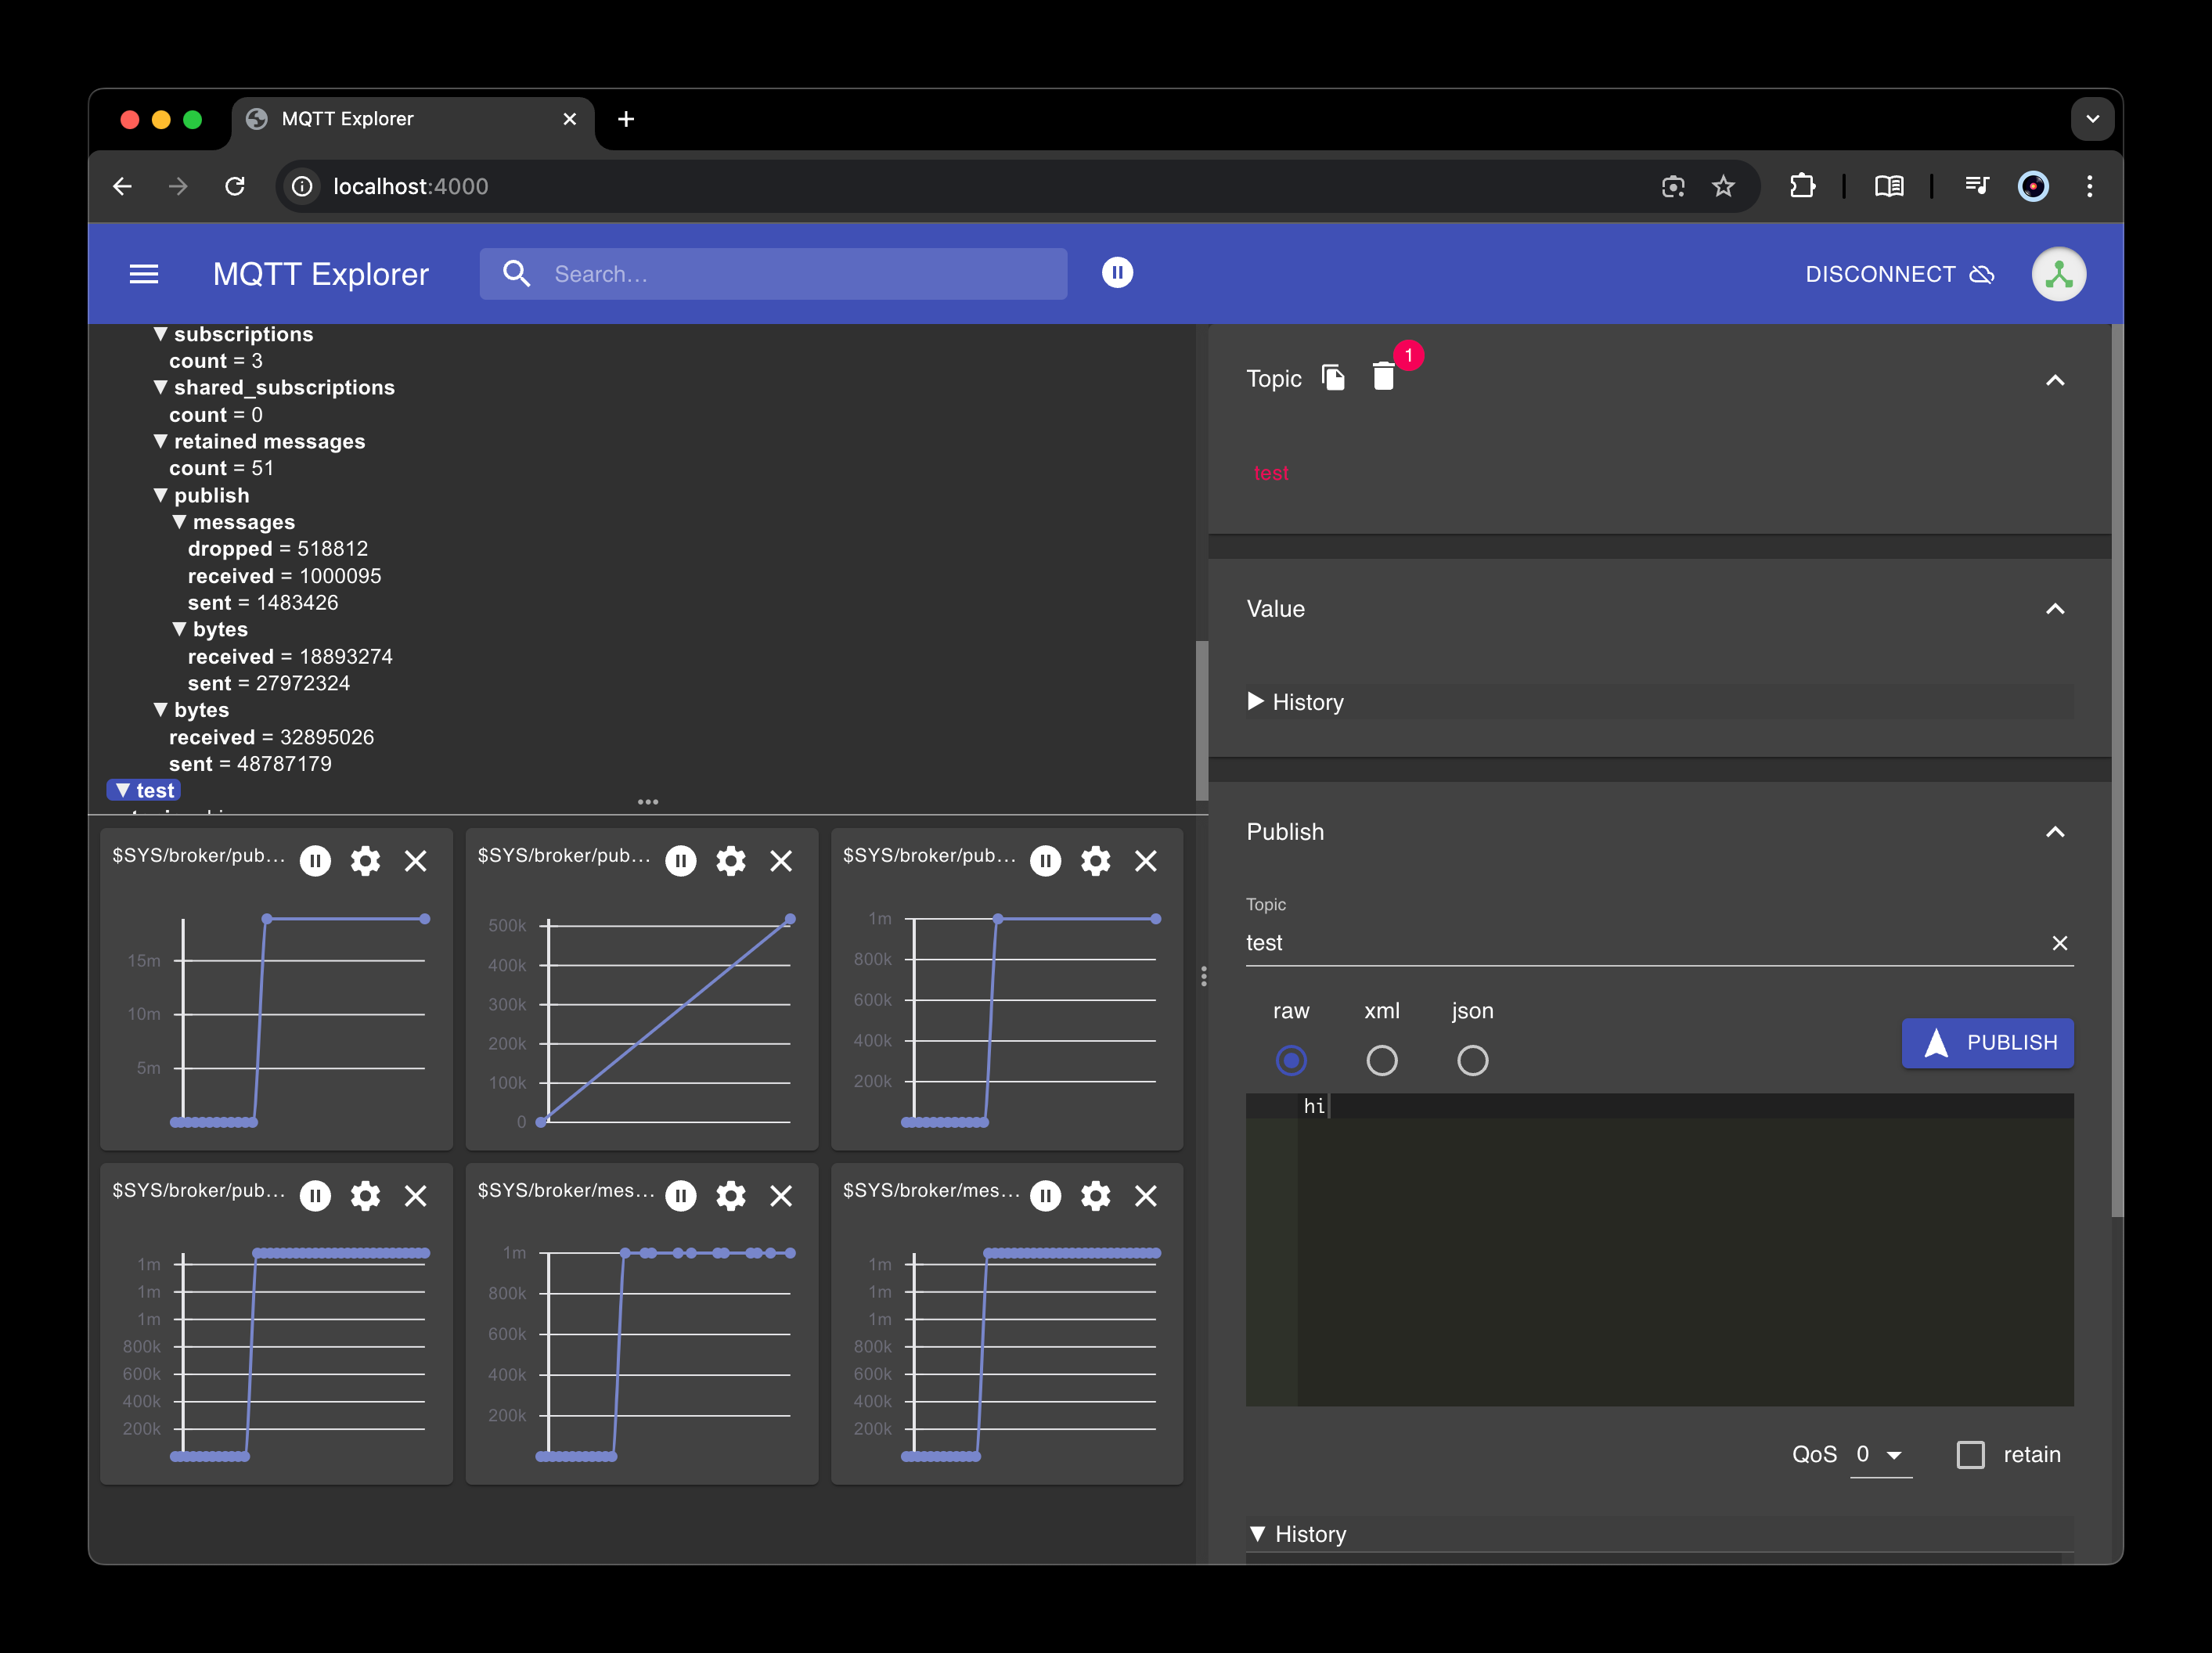 MQTT Explorer
localhost:4000
MQTT Explorer
Search...
DISCONNECT
subscriptions
count = 3
shared_subscriptions
count = 0
retained messages
count = 51
publish
messages
dropped = 518812
received = 1000095
sent = 1483426
bytes
received = 18893274
sent = 27972324
bytes
received = 32895026
sent = 48787179
test
$SYS/broker/pub...
15m
10m
5m
$SYS/broker/pub...
500k
400k
300k
200k
100k
0
$SYS/broker/pub...
1m
800k
600k
400k
200k
$SYS/broker/pub...
1m
1m
1m
800k
600k
400k
200k
$SYS/broker/mes...
1m
800k
600k
400k
200k
$SYS/broker/mes...
1m
1m
1m
800k
600k
400k
200k
Topic
1
test
Value
History
Publish
Topic
test
raw xml json
PUBLISH
hi
QoS 0 retain
History